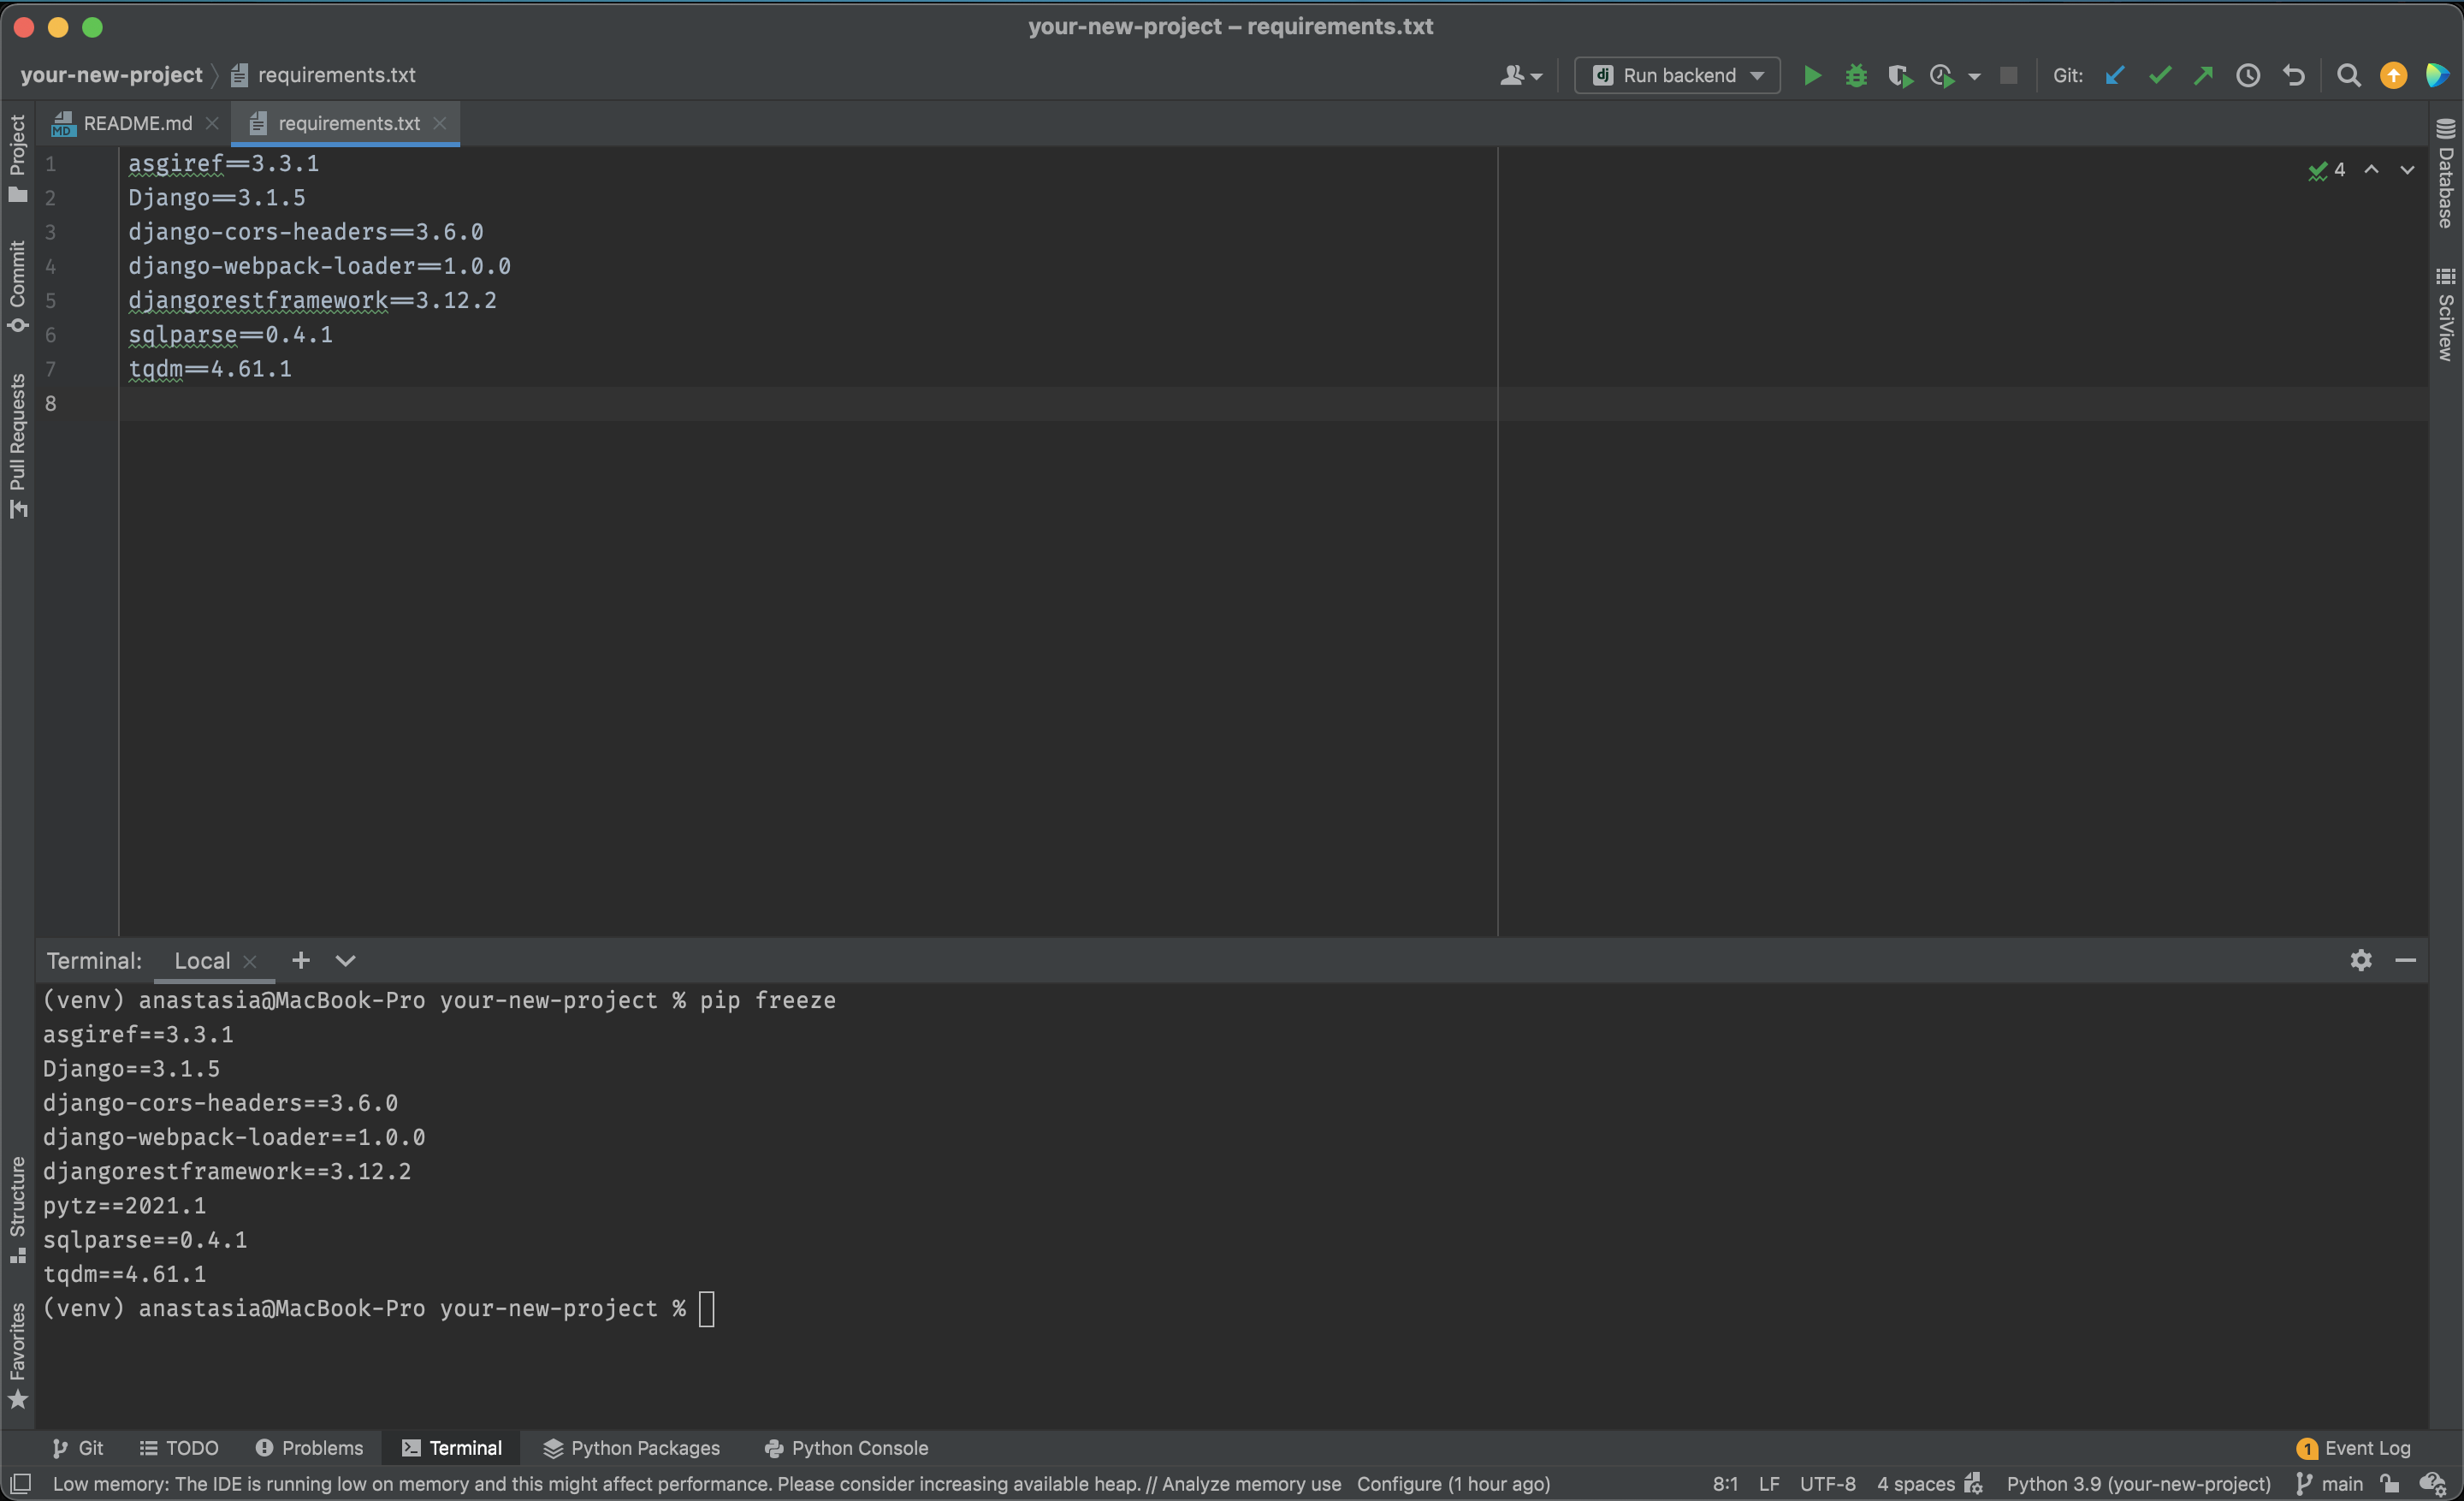 your-new-project – requirements.txt
your-new-project requirements.txt
dj Run backend Git:
MD README.md requirements.txt
Project
Commit
Pull Requests
Structure
Favorites
1 asgiref==3.3.1
2 Django==3.1.5
3 django-cors-headers==3.6.0
4 django-webpack-loader==1.0.0
5 djangorestframework==3.12.2
6 sqlparse==0.4.1
7 tqdm==4.61.1
8
4
Database
SciView
Terminal: Local
(venv) anastasia@MacBook-Pro your-new-project % pip freeze
asgiref==3.3.1
Django==3.1.5
django-cors-headers==3.6.0
django-webpack-loader==1.0.0
djangorestframework==3.12.2
pytz==2021.1
sqlparse==0.4.1
tqdm==4.61.1
(venv) anastasia@MacBook-Pro your-new-project %
Git TODO Problems Terminal Python Packages Python Console 1 Event Log
Low memory: The IDE is running low on memory and this might affect performance. Please consider increasing available heap. // Analyze memory use Configure (1 hour ago) 8:1 LF UTF-8 4 spaces Python 3.9 (your-new-project) main